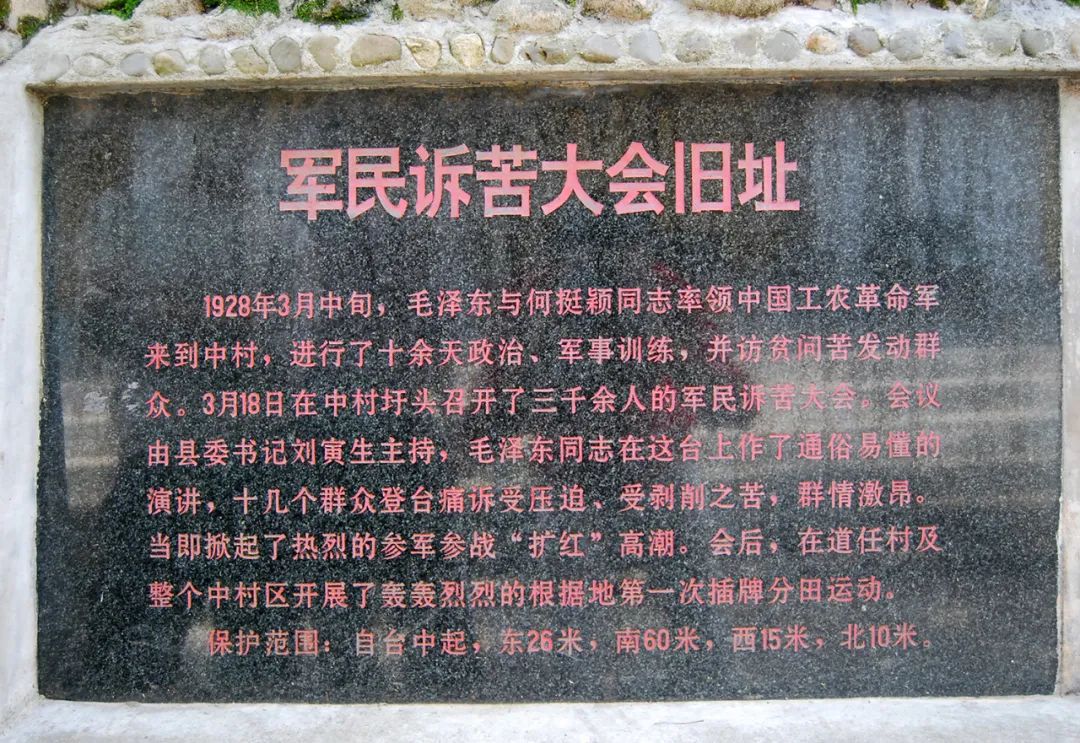 军民诉苦大会旧址
1928年3月中旬，毛泽东与何挺颖同志率领中国工农革命军
来到中村，进行了十余天政治、军事训练，并访贫问苦发动群
众。3月18日在中村圩头召开了三千余人的军民诉苦大会。会议
由县委书记刘寅生主持，毛泽东同志在这台上作了通俗易懂的
演讲，十几个群众登台痛诉受压迫、受剥削之苦，群情激昂。
当即掀起了热烈的参军参战“扩红”高潮。会后，在道任村及
整个中村区开展了轰轰烈烈的根据地第一次插牌分田运动。
保护范围：自台中起，东26米，南60米，西15米，北10米。